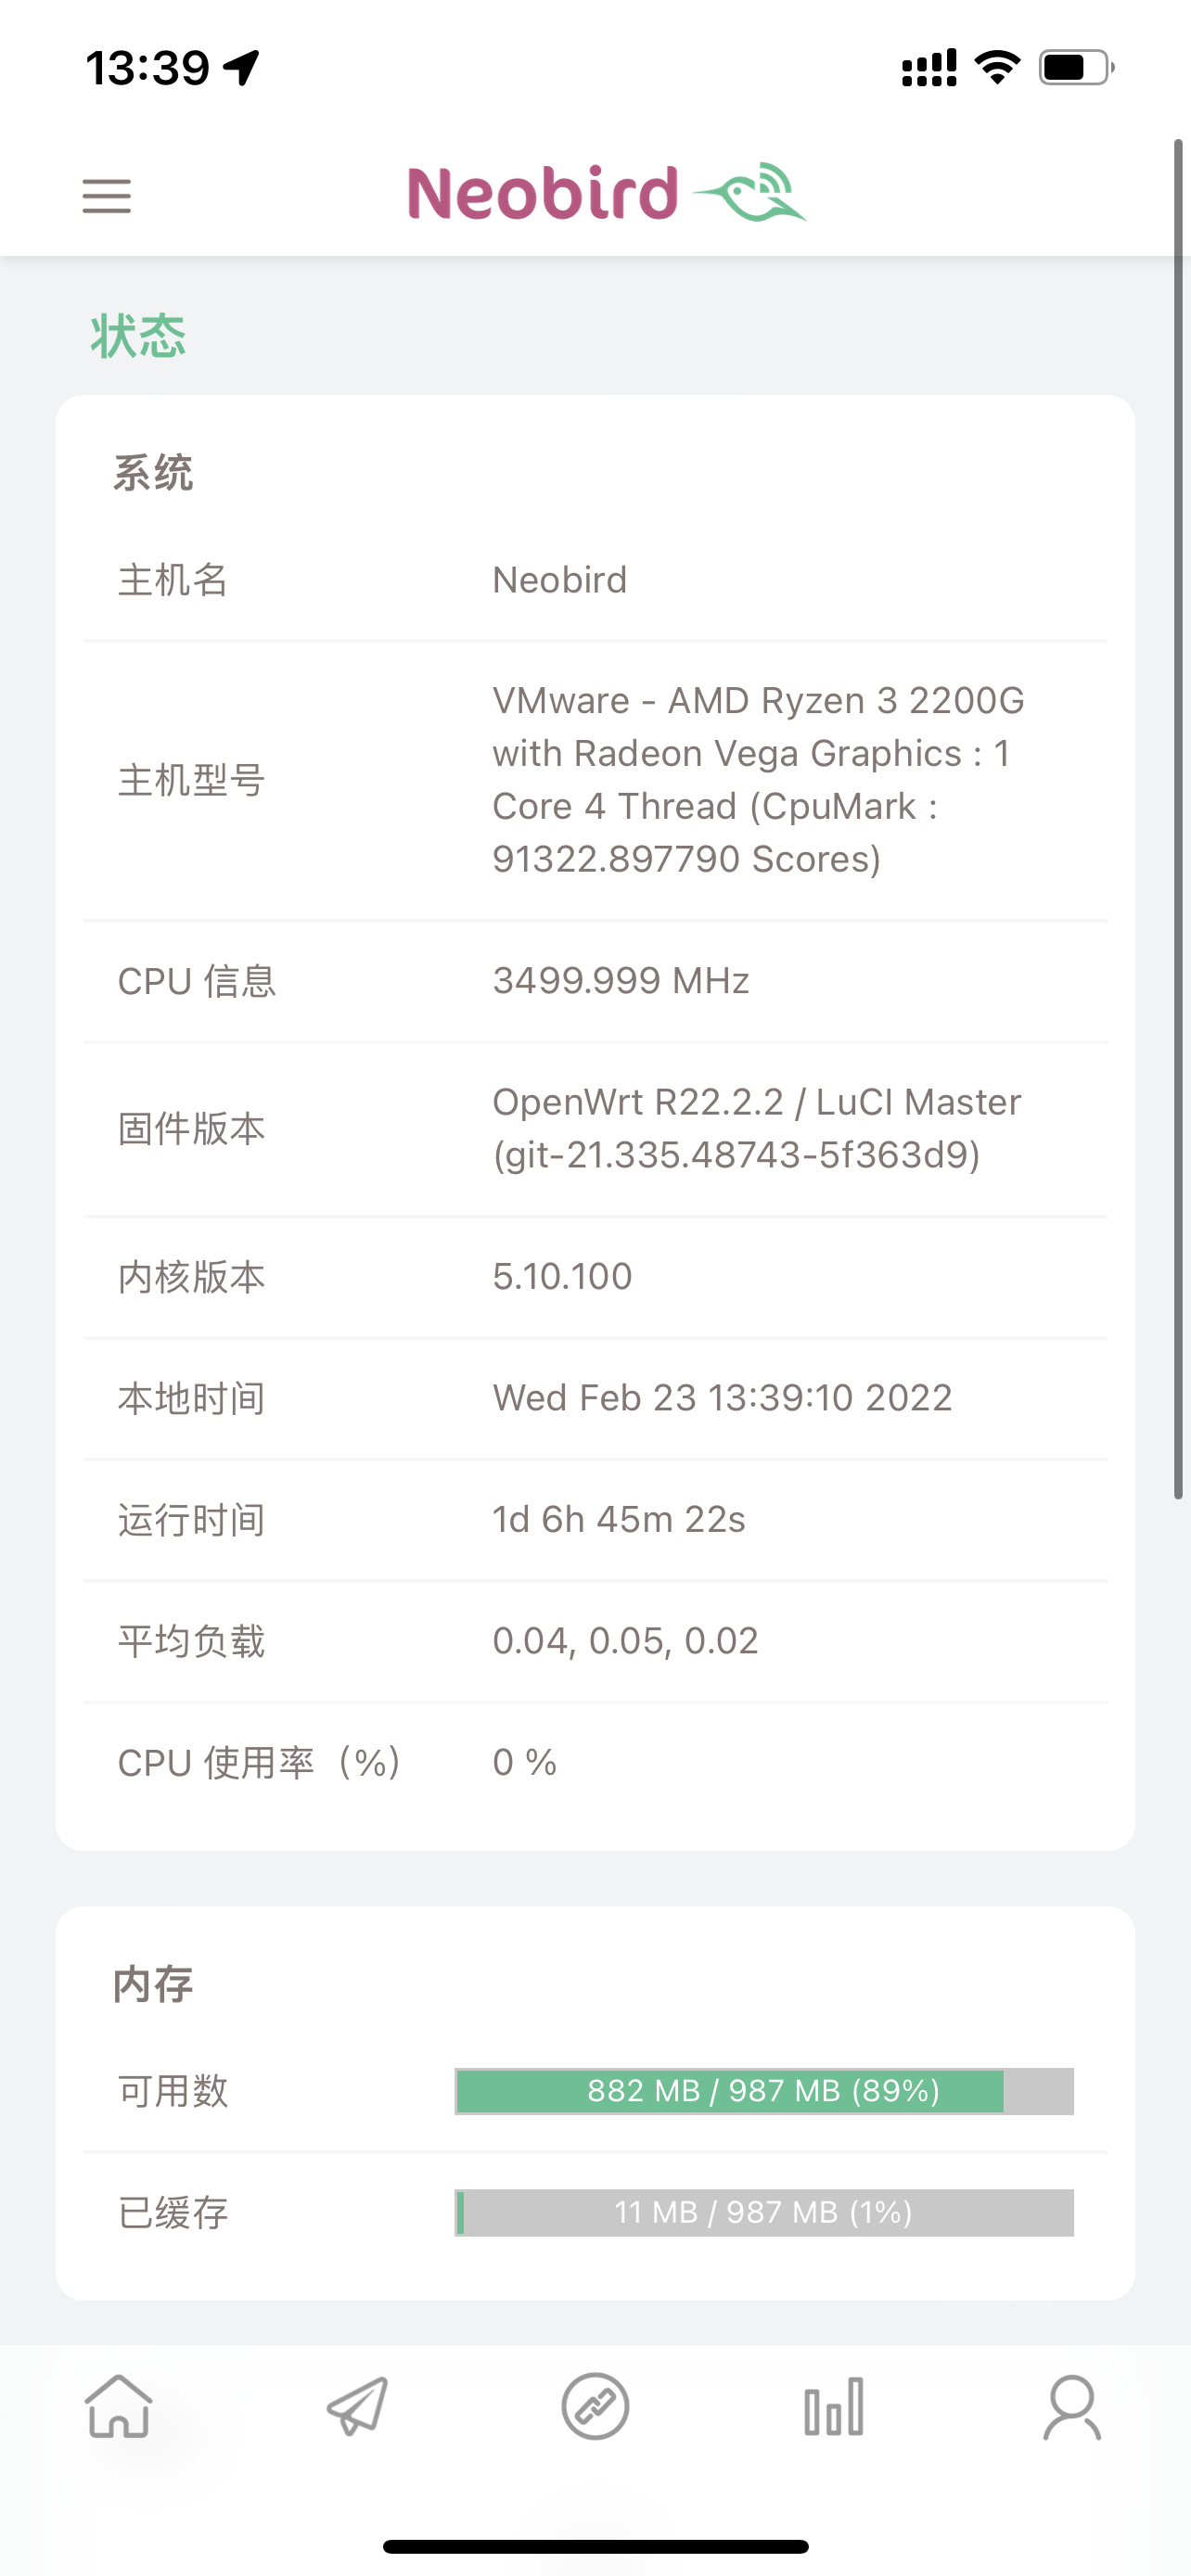 13:39
Neobird
状态
系统
主机名 Neobird
主机型号 VMware - AMD Ryzen 3 2200G
with Radeon Vega Graphics : 1
Core 4 Thread (CpuMark :
91322.897790 Scores)
CPU 信息 3499.999 MHz
固件版本 OpenWrt R22.2.2 / LuCI Master
(git-21.335.48743-5f363d9)
内核版本 5.10.100
本地时间 Wed Feb 23 13:39:10 2022
运行时间 1d 6h 45m 22s
平均负载 0.04, 0.05, 0.02
CPU 使用率（%） 0 %
内存
可用数 882 MB / 987 MB (89%)
已缓存 11 MB / 987 MB (1%)